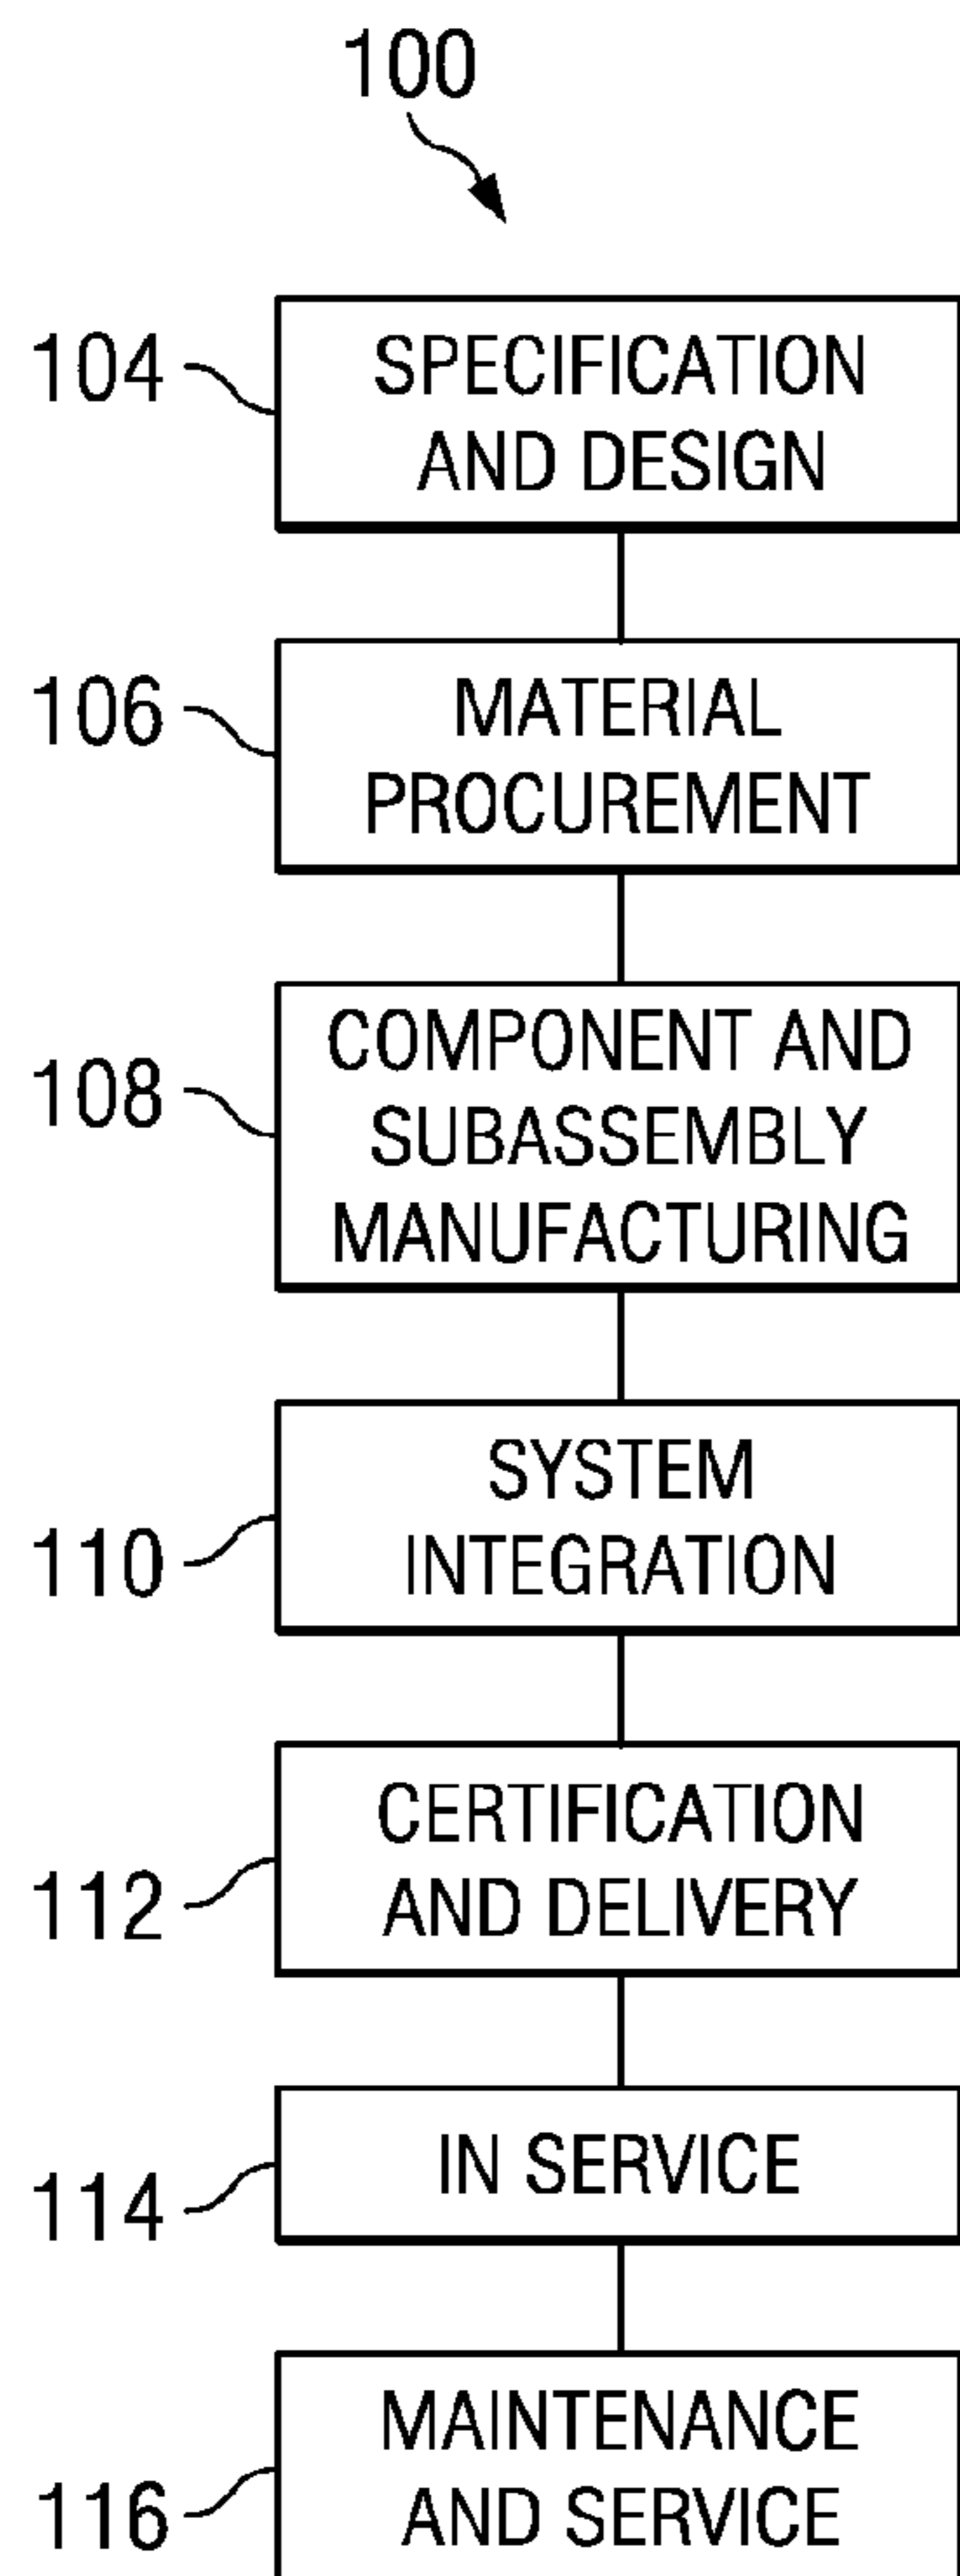 100
104
SPECIFICATION
AND DESIGN
106
MATERIAL
PROCUREMENT
108
COMPONENT AND
SUBASSEMBLY
MANUFACTURING
110
SYSTEM
INTEGRATION
112
CERTIFICATION
AND DELIVERY
114
IN SERVICE
116
MAINTENANCE
AND SERVICE